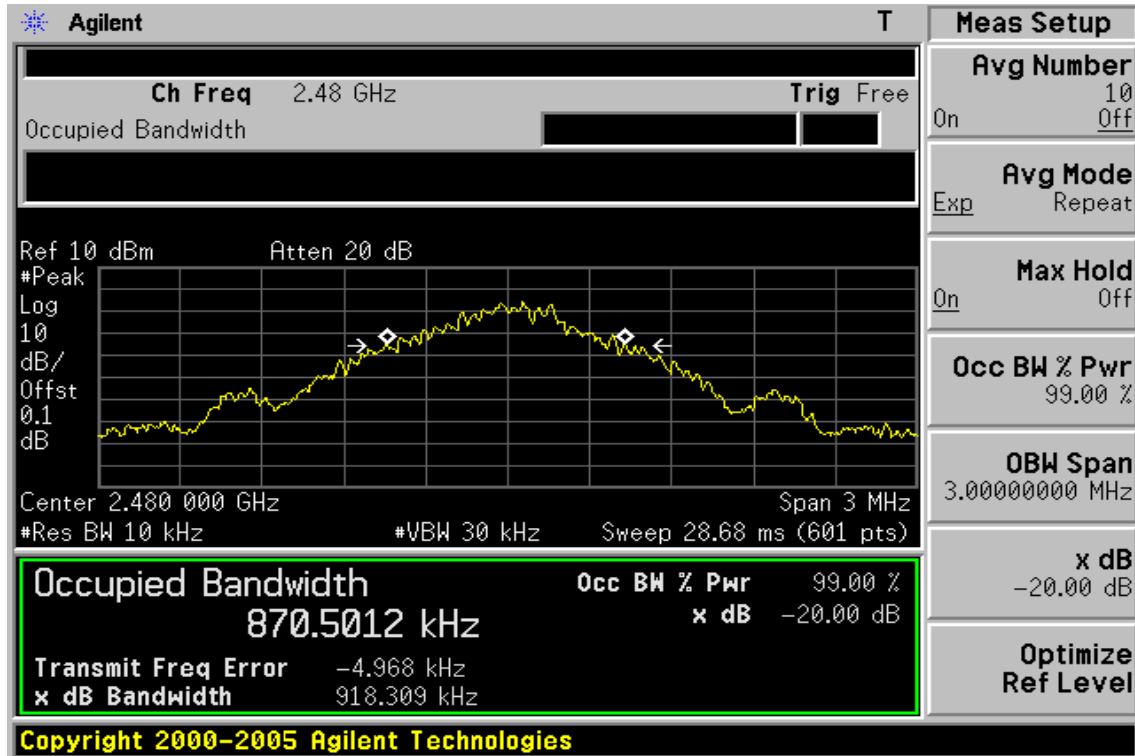 Agilent T Meas Setup
Ch Freq 2.48 GHz Trig Free
Occupied Bandwidth
Avg Number
10
On Off
Avg Mode
Exp Repeat
Max Hold
On Off
Occ BW % Pwr
99.00 %
OBW Span
3.00000000 MHz
x dB
-20.00 dB
Optimize
Ref Level
Ref 10 dBm Atten 20 dB
#Peak
Log
10
dB/
Offst
0.1
dB
Center 2.480 000 GHz Span 3 MHz
#Res BW 10 kHz #VBW 30 kHz Sweep 28.68 ms (601 pts)
Occupied Bandwidth Occ BW % Pwr 99.00 %
870.5012 kHz x dB -20.00 dB
Transmit Freq Error -4.968 kHz
x dB Bandwidth 918.309 kHz
Copyright 2000-2005 Agilent Technologies